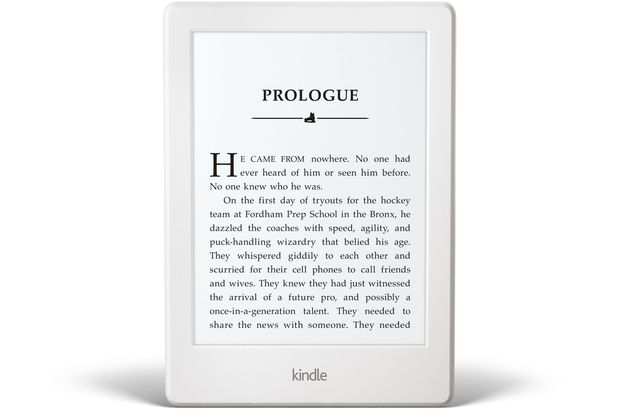 PROLOGUE
HE CAME FROM nowhere. No one had
ever heard of him or seen him before.
No one knew who he was.
On the first day of tryouts for the hockey
team at Fordham Prep School in the Bronx, he
dazzled the coaches with speed, agility, and
puck-handling wizardry that belied his age.
They whispered giddily to each other and
scurried for their cell phones to call friends
and wives. They knew they had just witnessed
the arrival of a future pro, and possibly a
once-in-a-generation talent. They needed to
share the news with someone. They needed
kindle